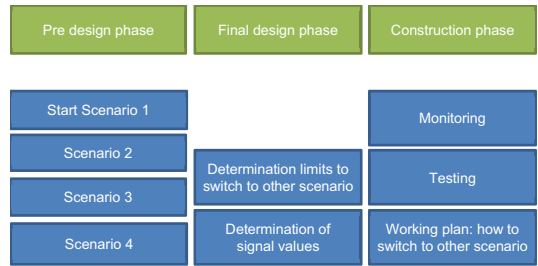 Pre design phase
Final design phase
Construction phase
Start Scenario 1
Scenario 2
Scenario 3
Scenario 4
Determination limits to
switch to other scenario
Determination of
signal values
Monitoring
Testing
Working plan: how to
switch to other scenario